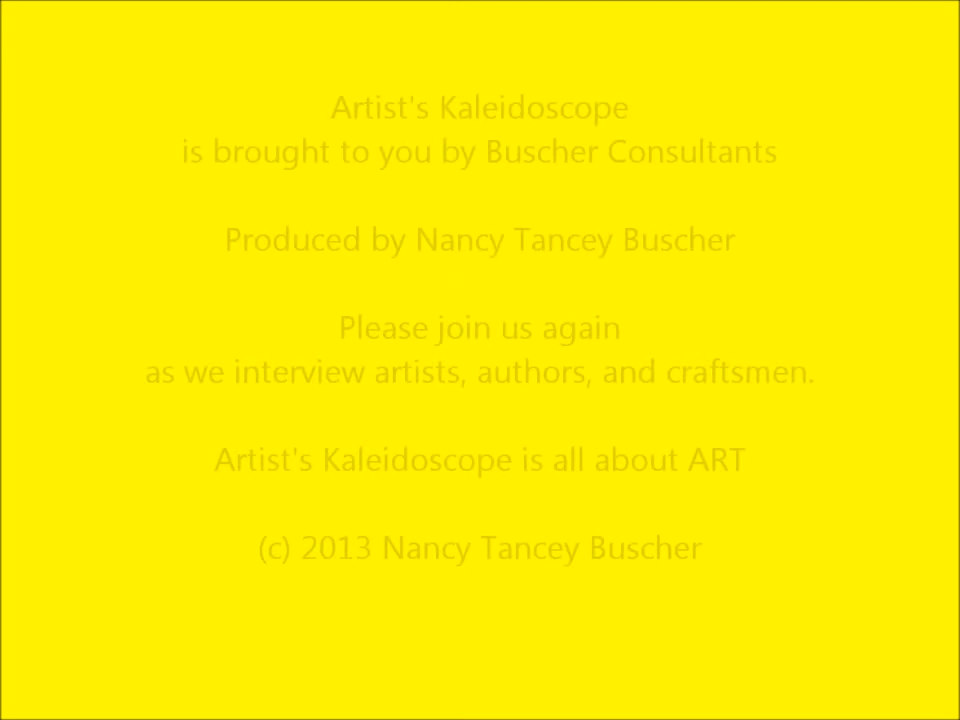 Artist's Kaleidoscope
is brought to you by Buscher Consultants
Produced by Nancy Tancey Buscher
Please join us again
as we interview artists, authors, and craftsmen.
Artist's Kaleidoscope is all about ART
(c) 2013 Nancy Tancey Buscher